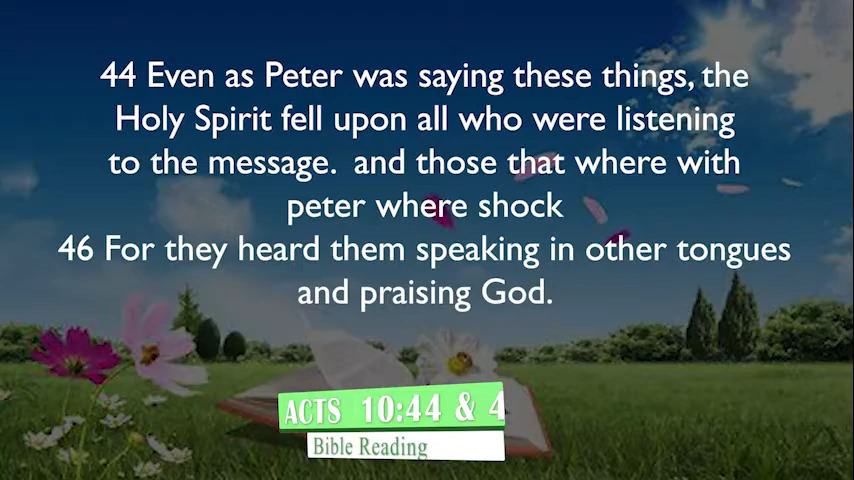 44 Even as Peter was saying these things, the
Holy Spirit fell upon all who were listening
to the message. and those that where with
peter where shock
46 For they heard them speaking in other tongues
and praising God.
ACTS 10:44 & 4
Bible Reading